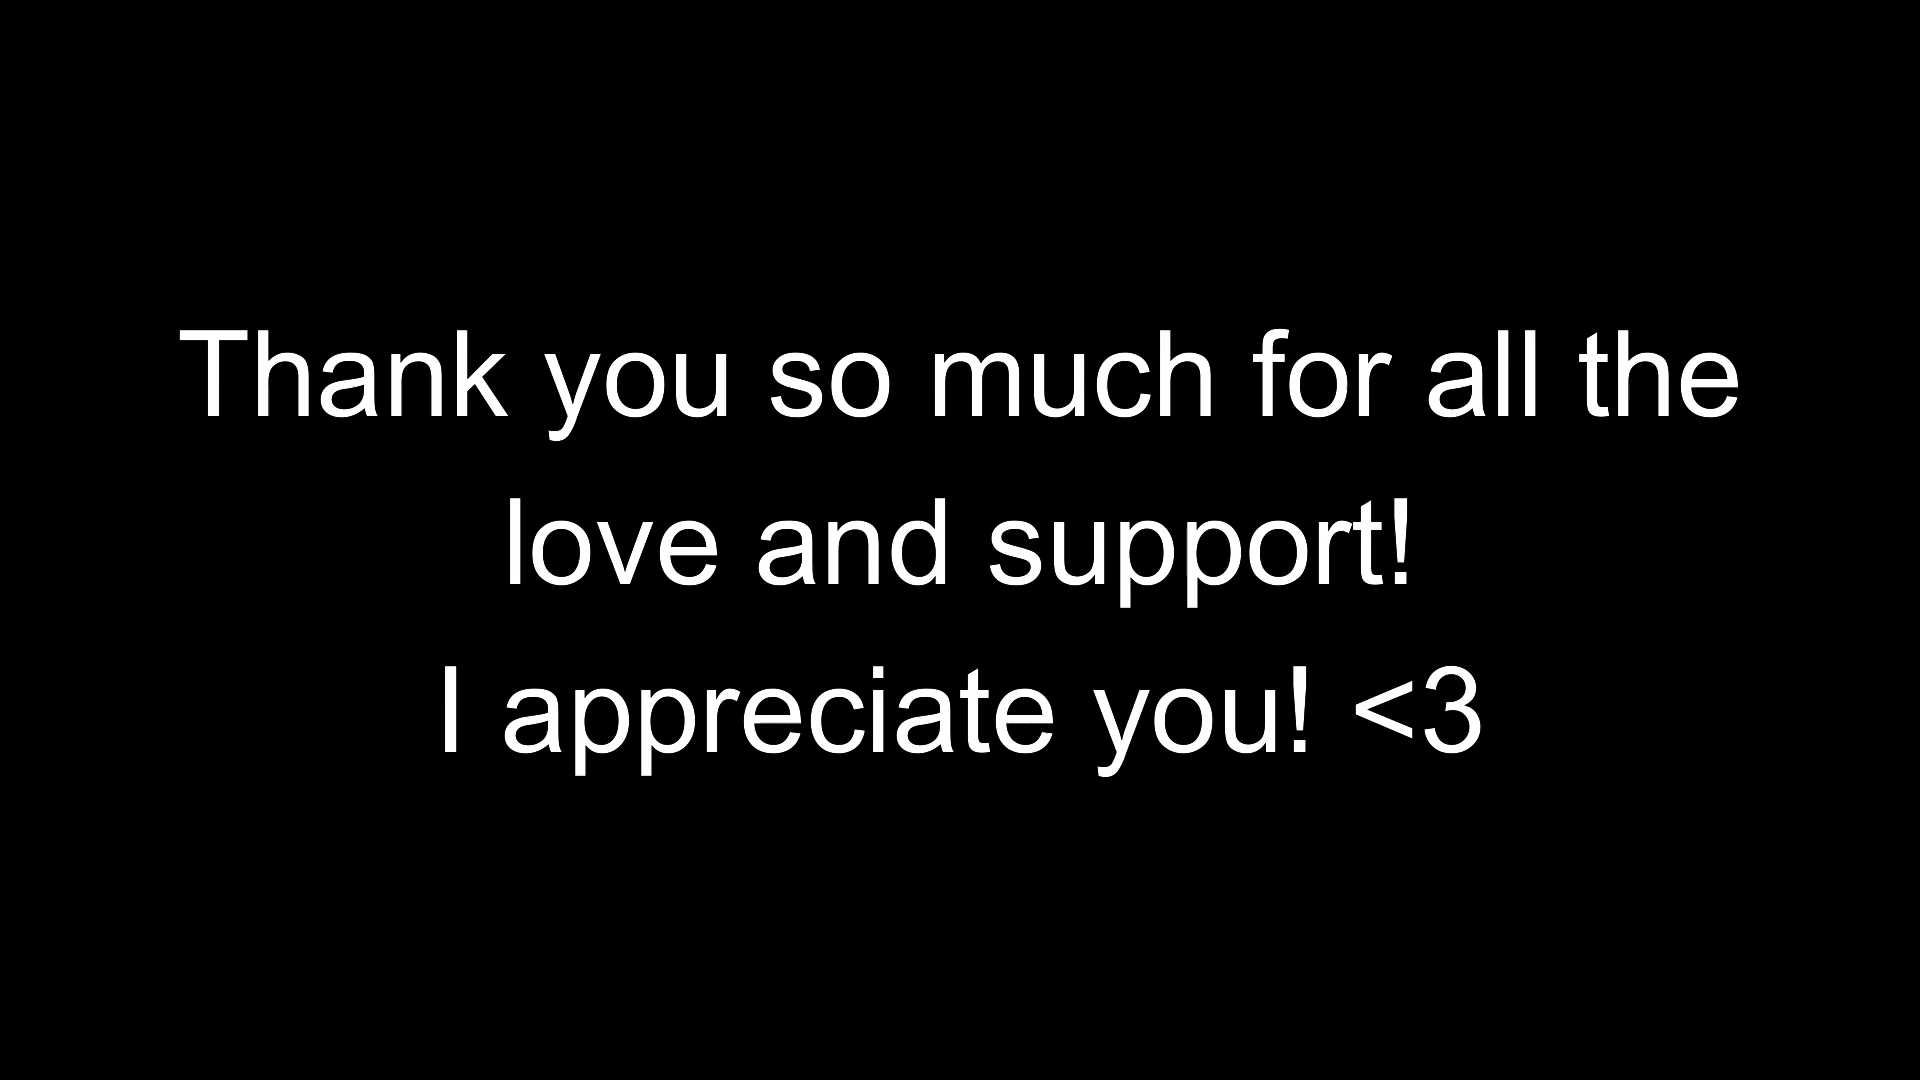 Thank you so much for all the
love and support!
I appreciate you! <3